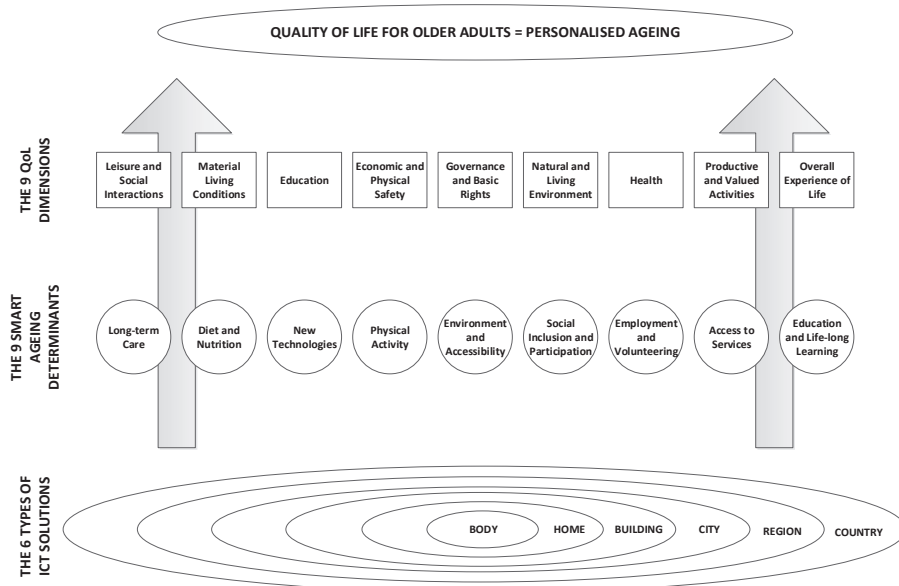 QUALITY OF LIFE FOR OLDER ADULTS = PERSONALISED AGEING
THE 9 QoL
DIMENSIONS
Leisure and
Social
Interactions
Material
Living
Conditions
Education
Economic and
Physical
Safety
Governance
and Basic
Rights
Natural and
Living
Environment
Health
Productive
and Valued
Activities
Overall
Experience of
Life
THE 9 SMART
AGEING
DETERMINANTS
Long-term
Care
Diet and
Nutrition
New
Technologies
Physical
Activity
Environment
and
Accessibility
Social
Inclusion and
Participation
Employment
and
Volunteering
Access to
Services
Education
and Life-long
Learning
THE 6 TYPES OF
ICT SOLUTIONS
BODY
HOME
BUILDING
CITY
REGION
COUNTRY